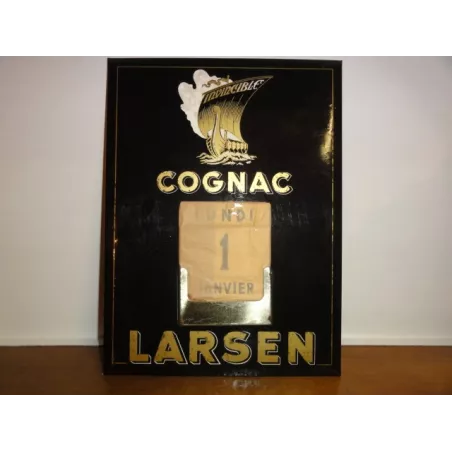 INVINCIBLE
COGNAC
LUNDI
1
JANVIER
LARSEN